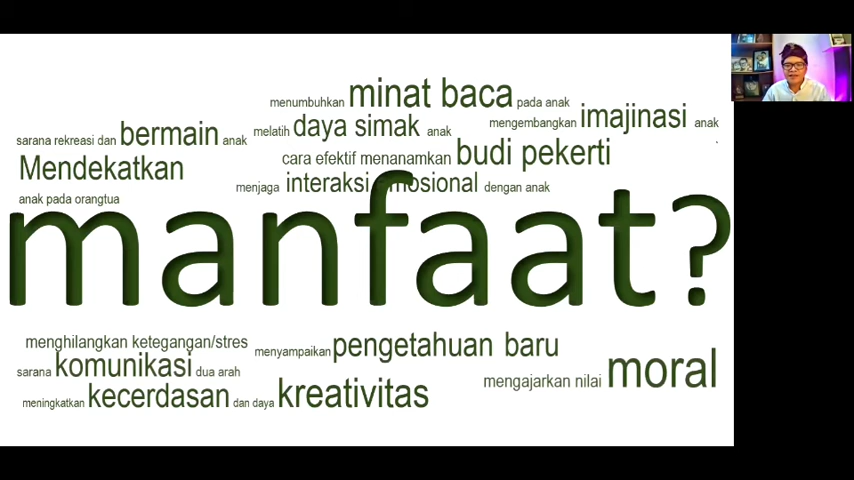 menumbuhkan minat baca pada anak
mengembangkan imajinasi anak
sarana rekreasi dan bermain anak
melatih daya simak anak
cara efektif menanamkan budi pekerti
Mendekatkan
anak pada orangtua
menjaga interaksi emosional dengan anak
manfaat?
menghilangkan ketegangan/stres
menyampaikan pengetahuan baru
sarana komunikasi dua arah
mengajarkan nilai moral
meningkatkan kecerdasan dan daya kreativitas